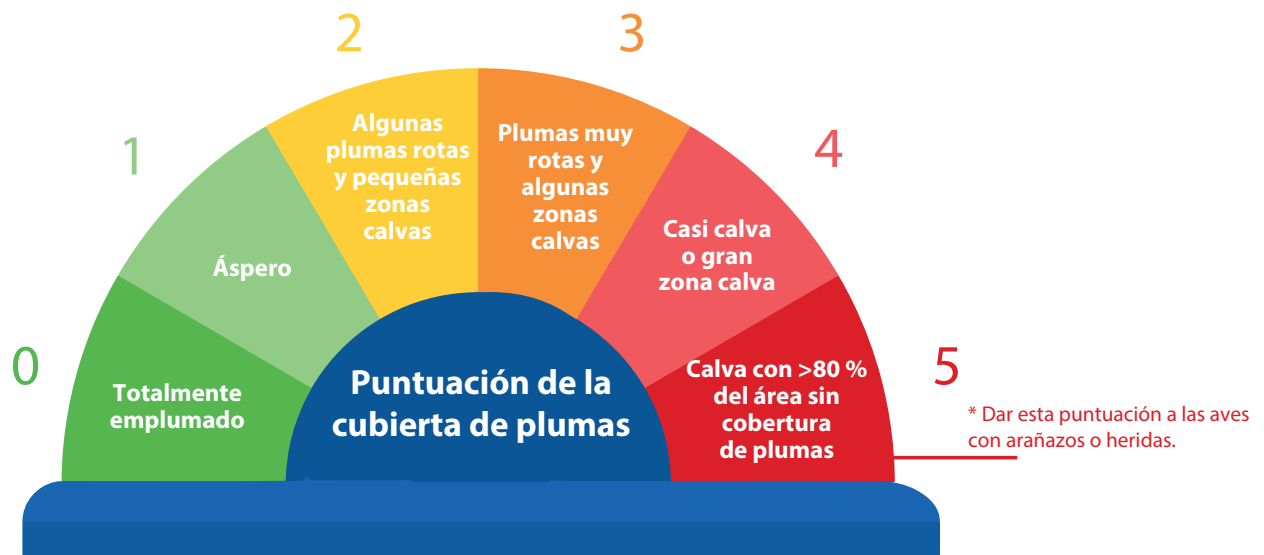 0
Totalmente
emplumado
1
Áspero
2
Algunas
plumas rotas
y pequeñas
zonas
calvas
3
Plumas muy
rotas y
algunas
zonas
calvas
4
Casi calva
o gran
zona calva
5
Calva con >80 %
del área sin
cobertura
de plumas
* Dar esta puntuación a las aves
con arañazos o heridas.
Puntuación de la
cubierta de plumas